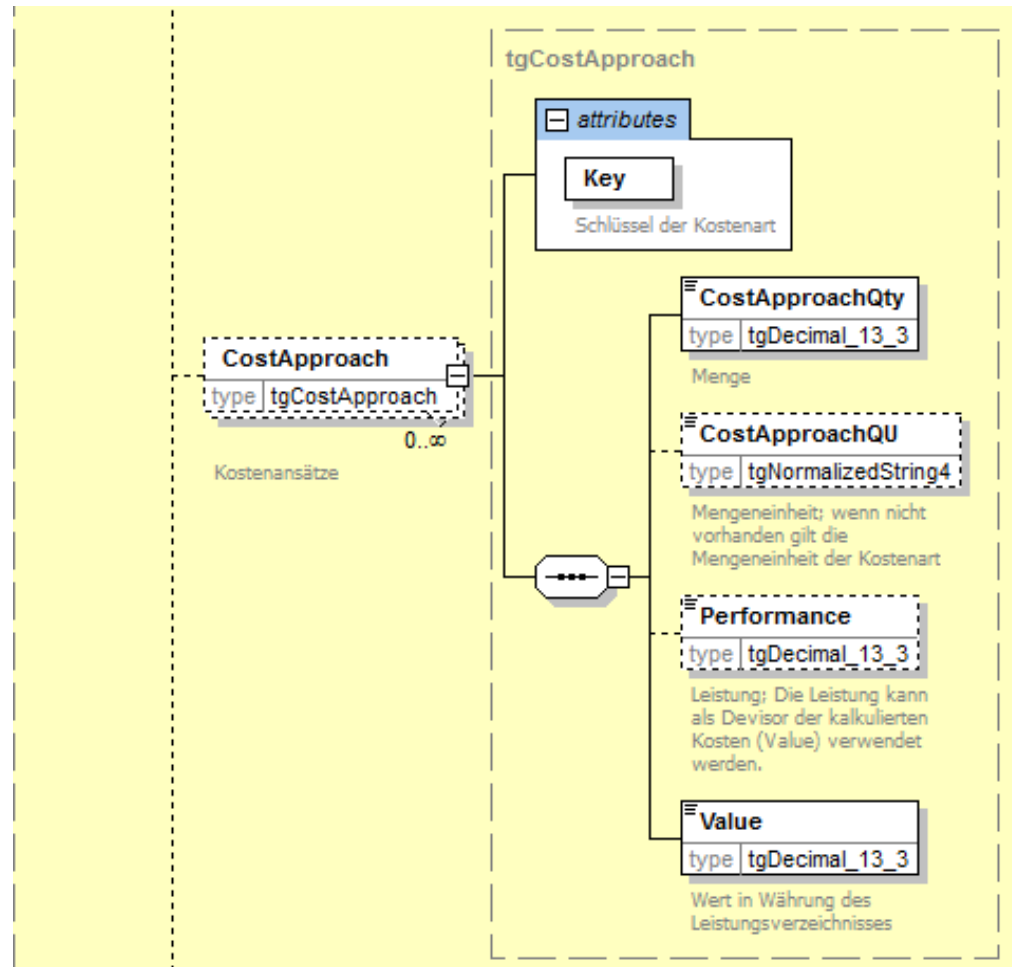 tgCostApproach
attributes
Key
Schlüssel der Kostenart
CostApproach
type tgCostApproach
0..∞
Kostenansätze
CostApproachQty
type tgDecimal_13_3
Menge
CostApproachQU
type tgNormalizedString4
Mengeneinheit; wenn nicht
vorhanden gilt die
Mengeneinheit der Kostenart
Performance
type tgDecimal_13_3
Leistung; Die Leistung kann
als Devisor der kalkulierten
Kosten (Value) verwendet
werden.
Value
type tgDecimal_13_3
Wert in Währung des
Leistungsverzeichnisses